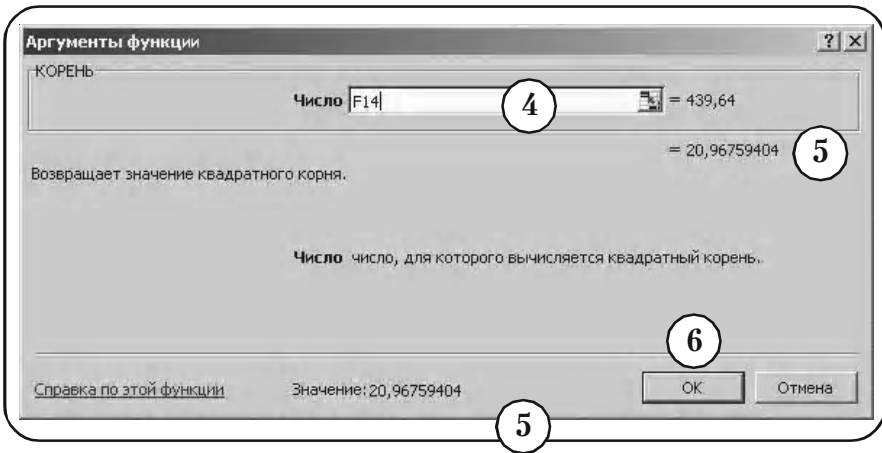 Аргументы функции
КОРЕНЬ
Число F14 4 = 439,64
= 20,96759404 5
Возвращает значение квадратного корня.
Число число, для которого вычисляется квадратный корень.
6
Справка по этой функции Значение:20,96759404 OK Отмена
5